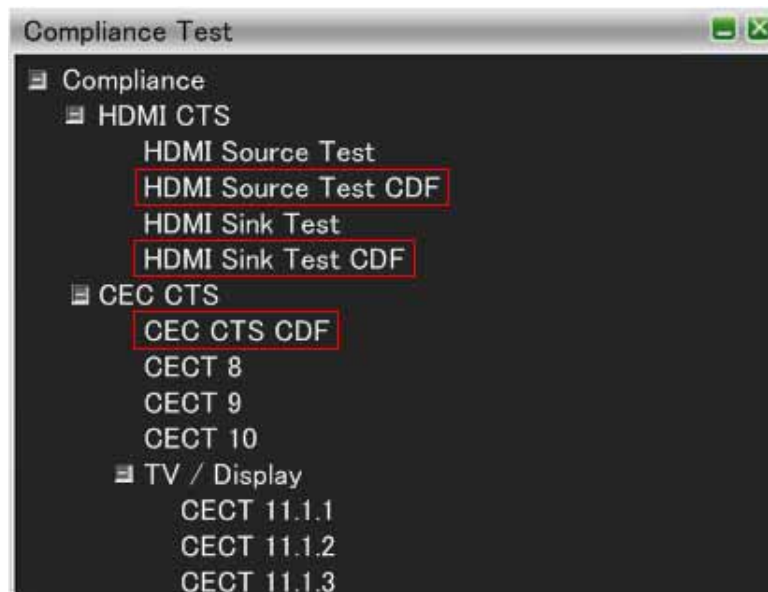 Compliance Test
Compliance
HDMI CTS
HDMI Source Test
HDMI Source Test CDF
HDMI Sink Test
HDMI Sink Test CDF
CEC CTS
CEC CTS CDF
CECT 8
CECT 9
CECT 10
TV / Display
CECT 11.1.1
CECT 11.1.2
CECT 11.1.3